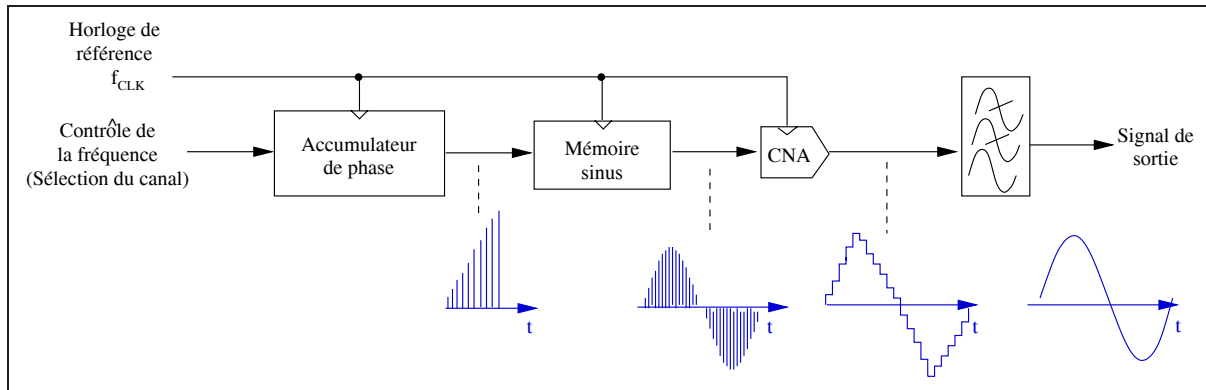 Horloge de
référence
f_CLK
Contrôle de
la fréquence
(Sélection du canal)
Accumulateur
de phase
Mémoire
sinus
CNA
Signal de
sortie
t
t
t
t